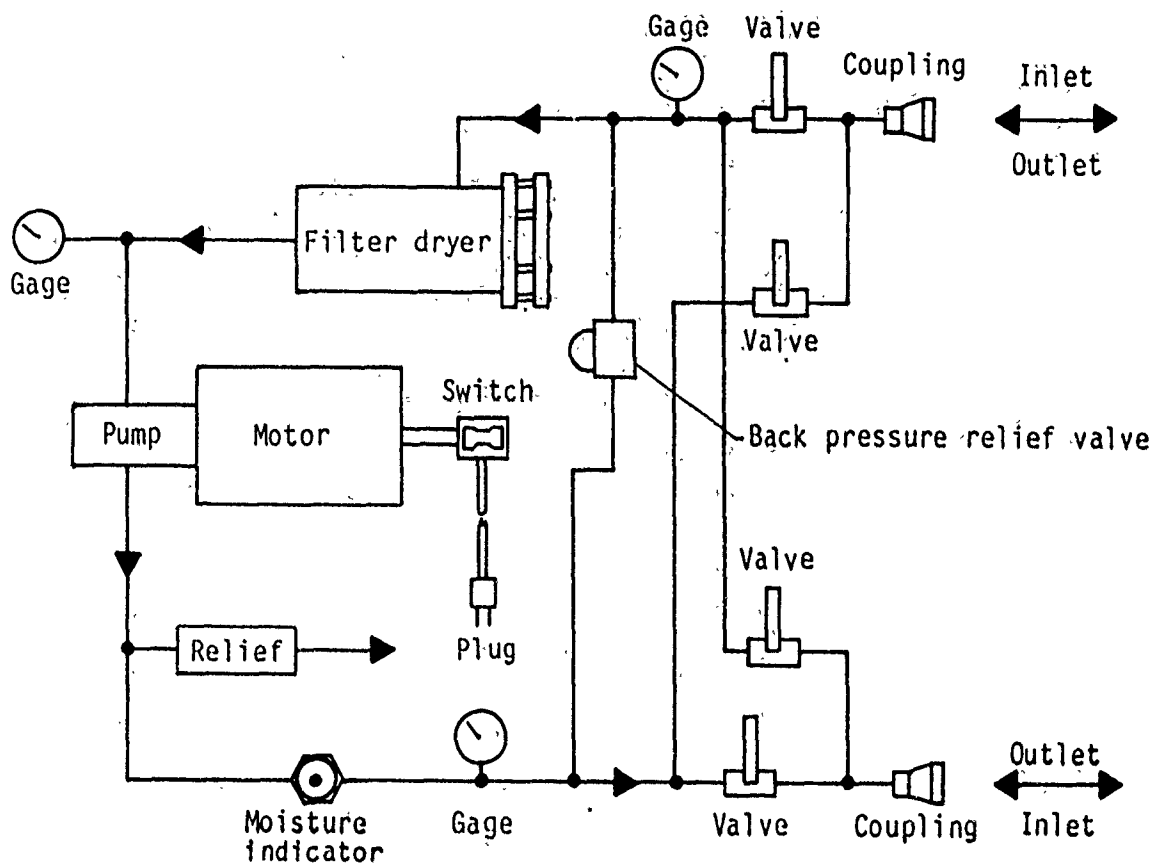 Gage
Valve
Coupling
Inlet
Outlet
Filter dryer
Gage
Valve
Switch
Pump
Motor
Back pressure relief valve
Valve
Relief
Plug
Outlet
Moisture
indicator
Gage
Valve
Coupling
Inlet